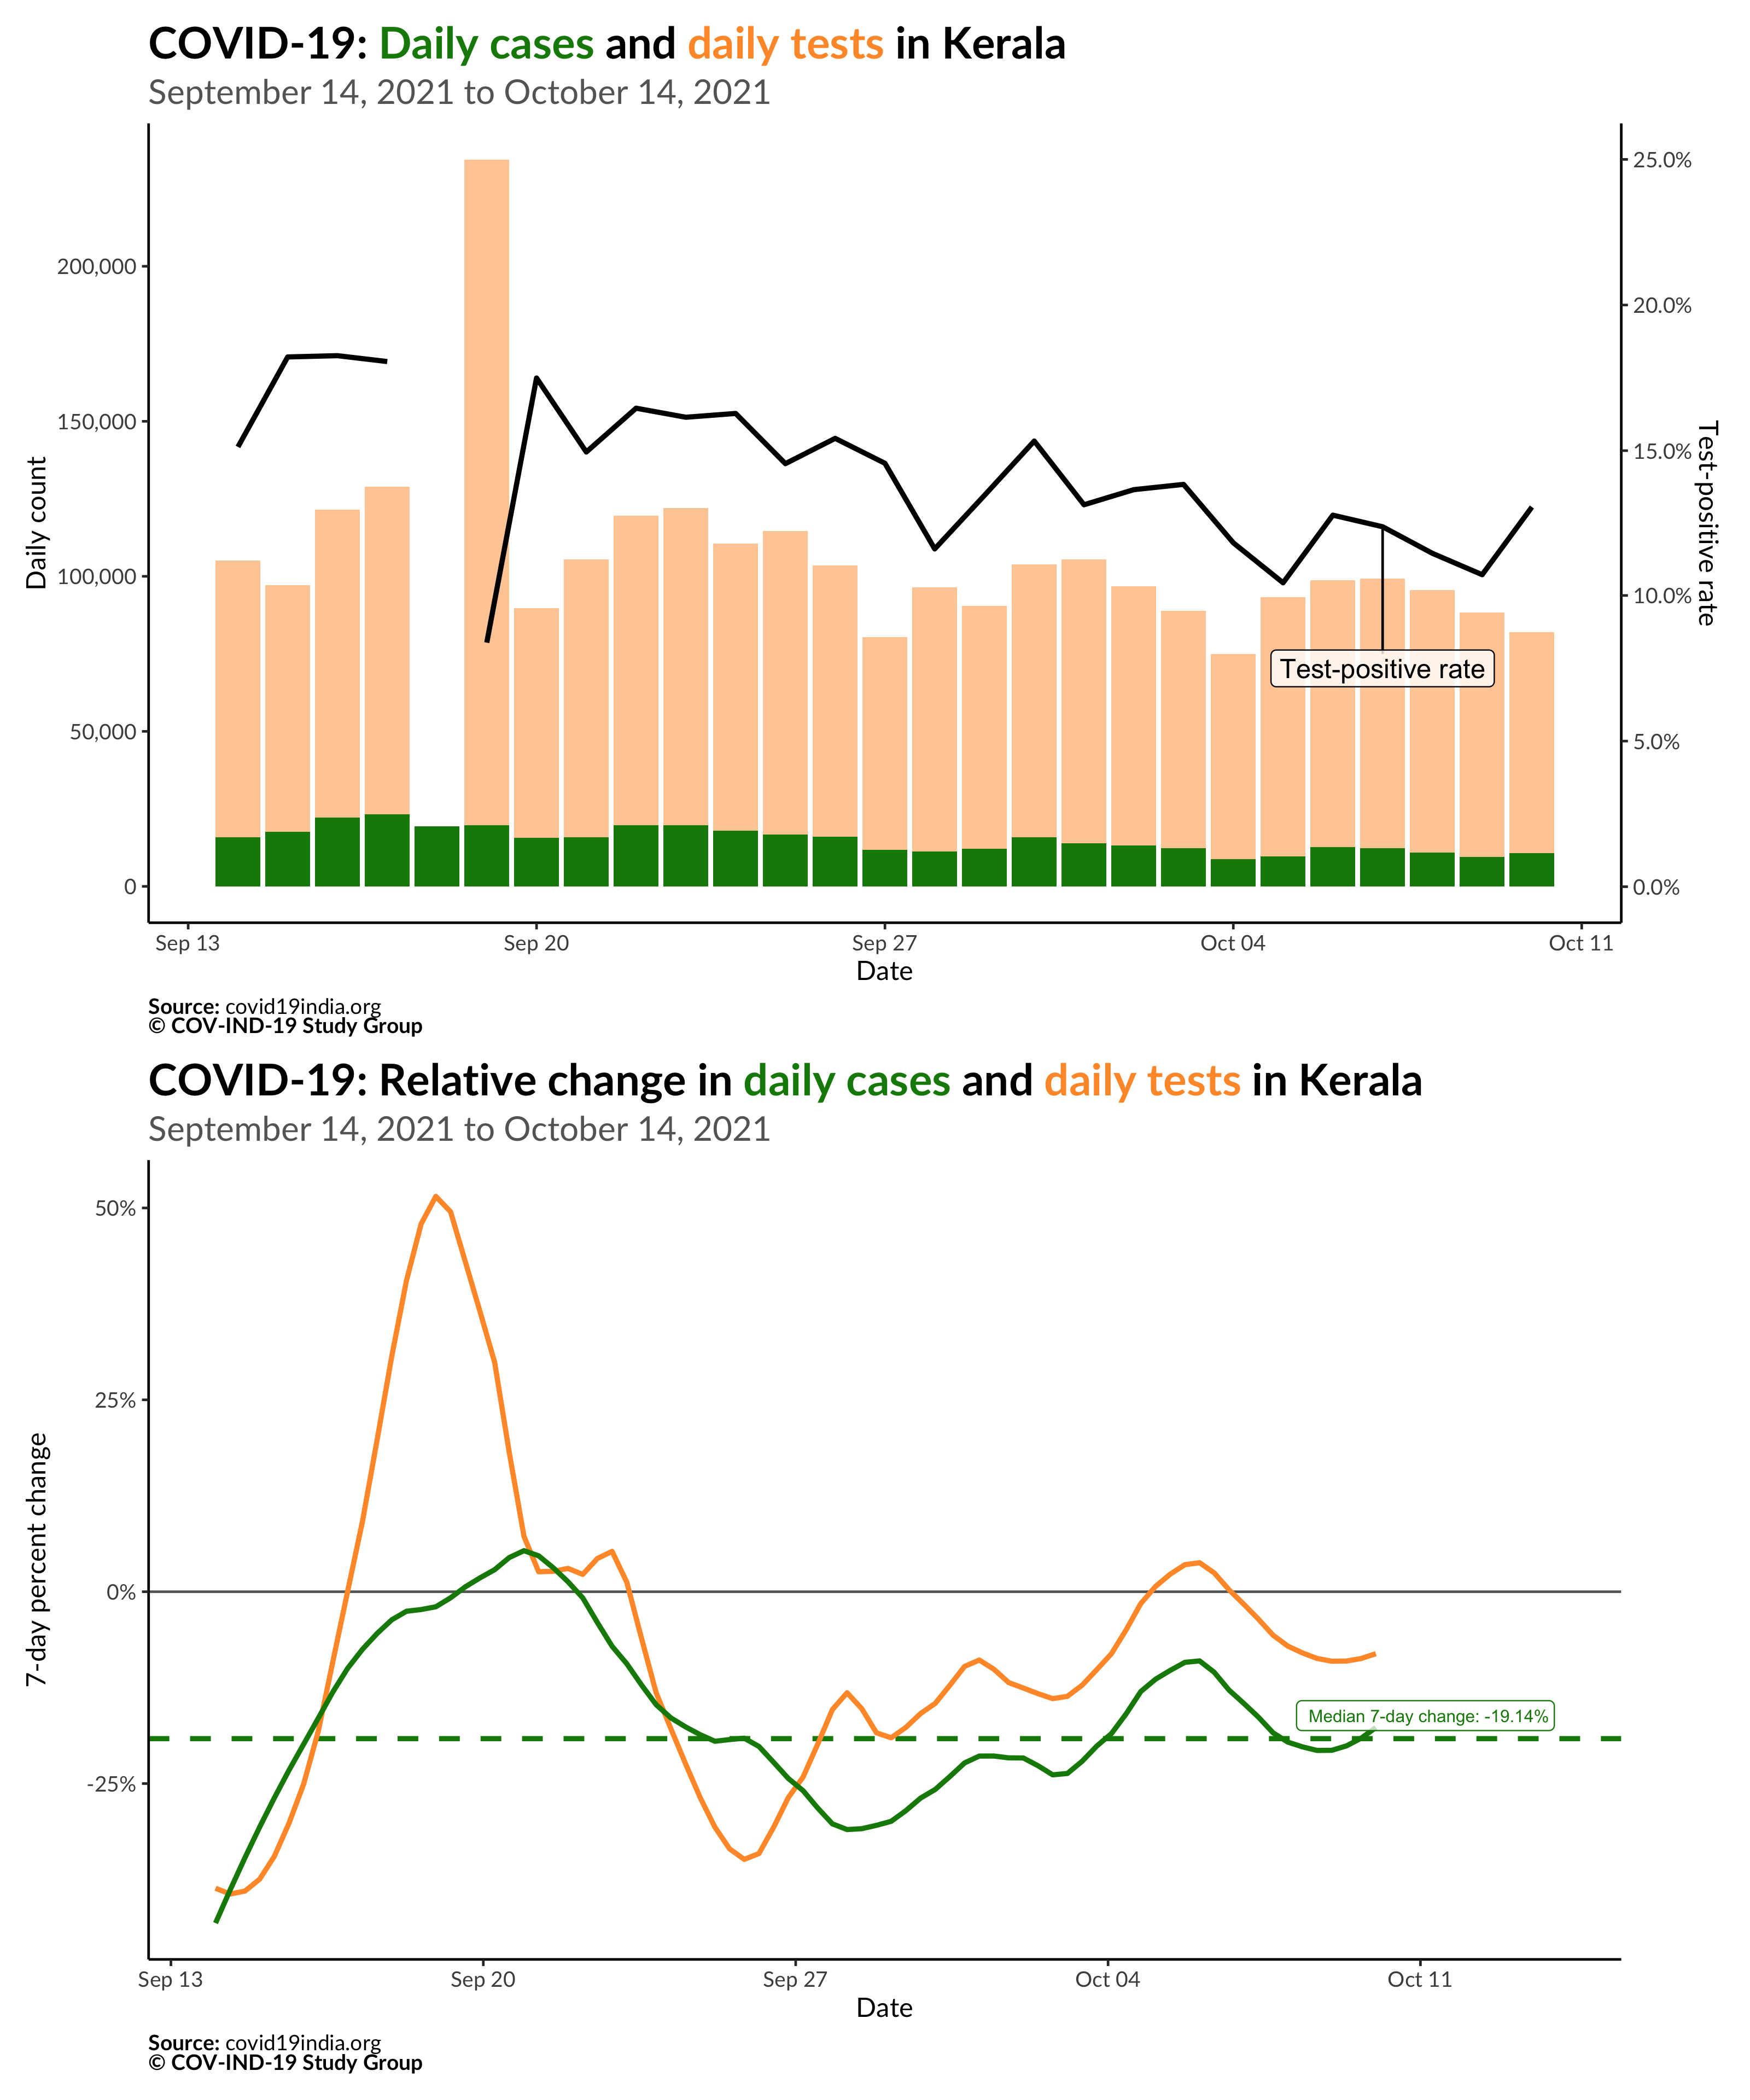 COVID-19: Daily cases and daily tests in Kerala
September 14, 2021 to October 14, 2021
25.0%
200,000
20.0%
150,000
15.0%
Daily count
Test-positive rate
100,000
10.0%
Test-positive rate
50,000
5.0%
0
0.0%
Sep 13
Sep 20
Sep 27
Oct 04
Oct 11
Date
Source: covid19india.org
© COV-IND-19 Study Group
COVID-19: Relative change in daily cases and daily tests in Kerala
September 14, 2021 to October 14, 2021
50%
25%
7-day percent change
0%
Median 7-day change: -19.14%
-25%
Sep 13
Sep 20
Sep 27
Oct 04
Oct 11
Date
Source: covid19india.org
© COV-IND-19 Study Group